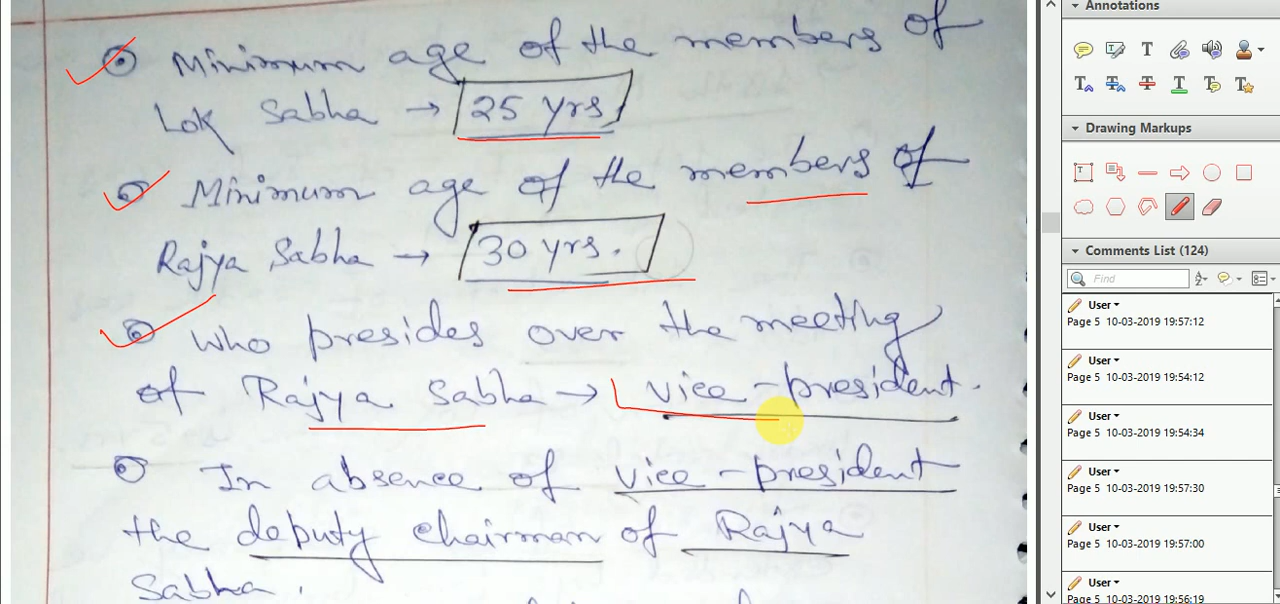 Minimum age of the members of
Lok Sabha → 25 yrs.
Minimum age of the members of
Rajya Sabha → 30 yrs.
Who presides over the meeting
of Rajya Sabha → vice-president.
In absence of vice-president
the deputy chairman of Rajya
Sabha.
Annotations
T
T T T T T T
Drawing Markups
T
Comments List (124)
Find
User
Page 5 10-03-2019 19:57:12
User
Page 5 10-03-2019 19:54:12
User
Page 5 10-03-2019 19:54:34
User
Page 5 10-03-2019 19:57:30
User
Page 5 10-03-2019 19:57:00
User
Page 5 10-03-2019 19:56:19